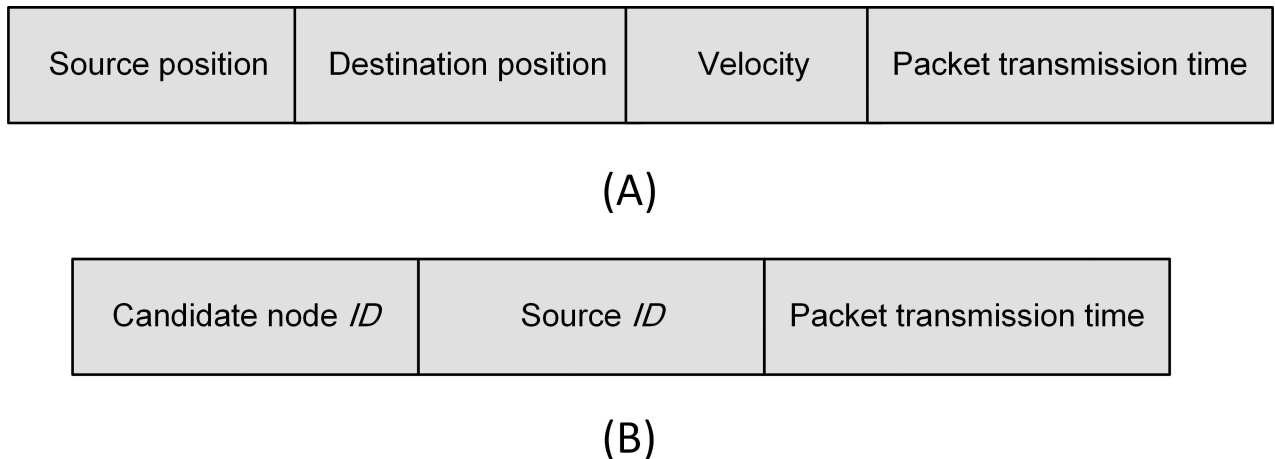 Source position Destination position Velocity Packet transmission time
(A)
Candidate node ID Source ID Packet transmission time
(B)